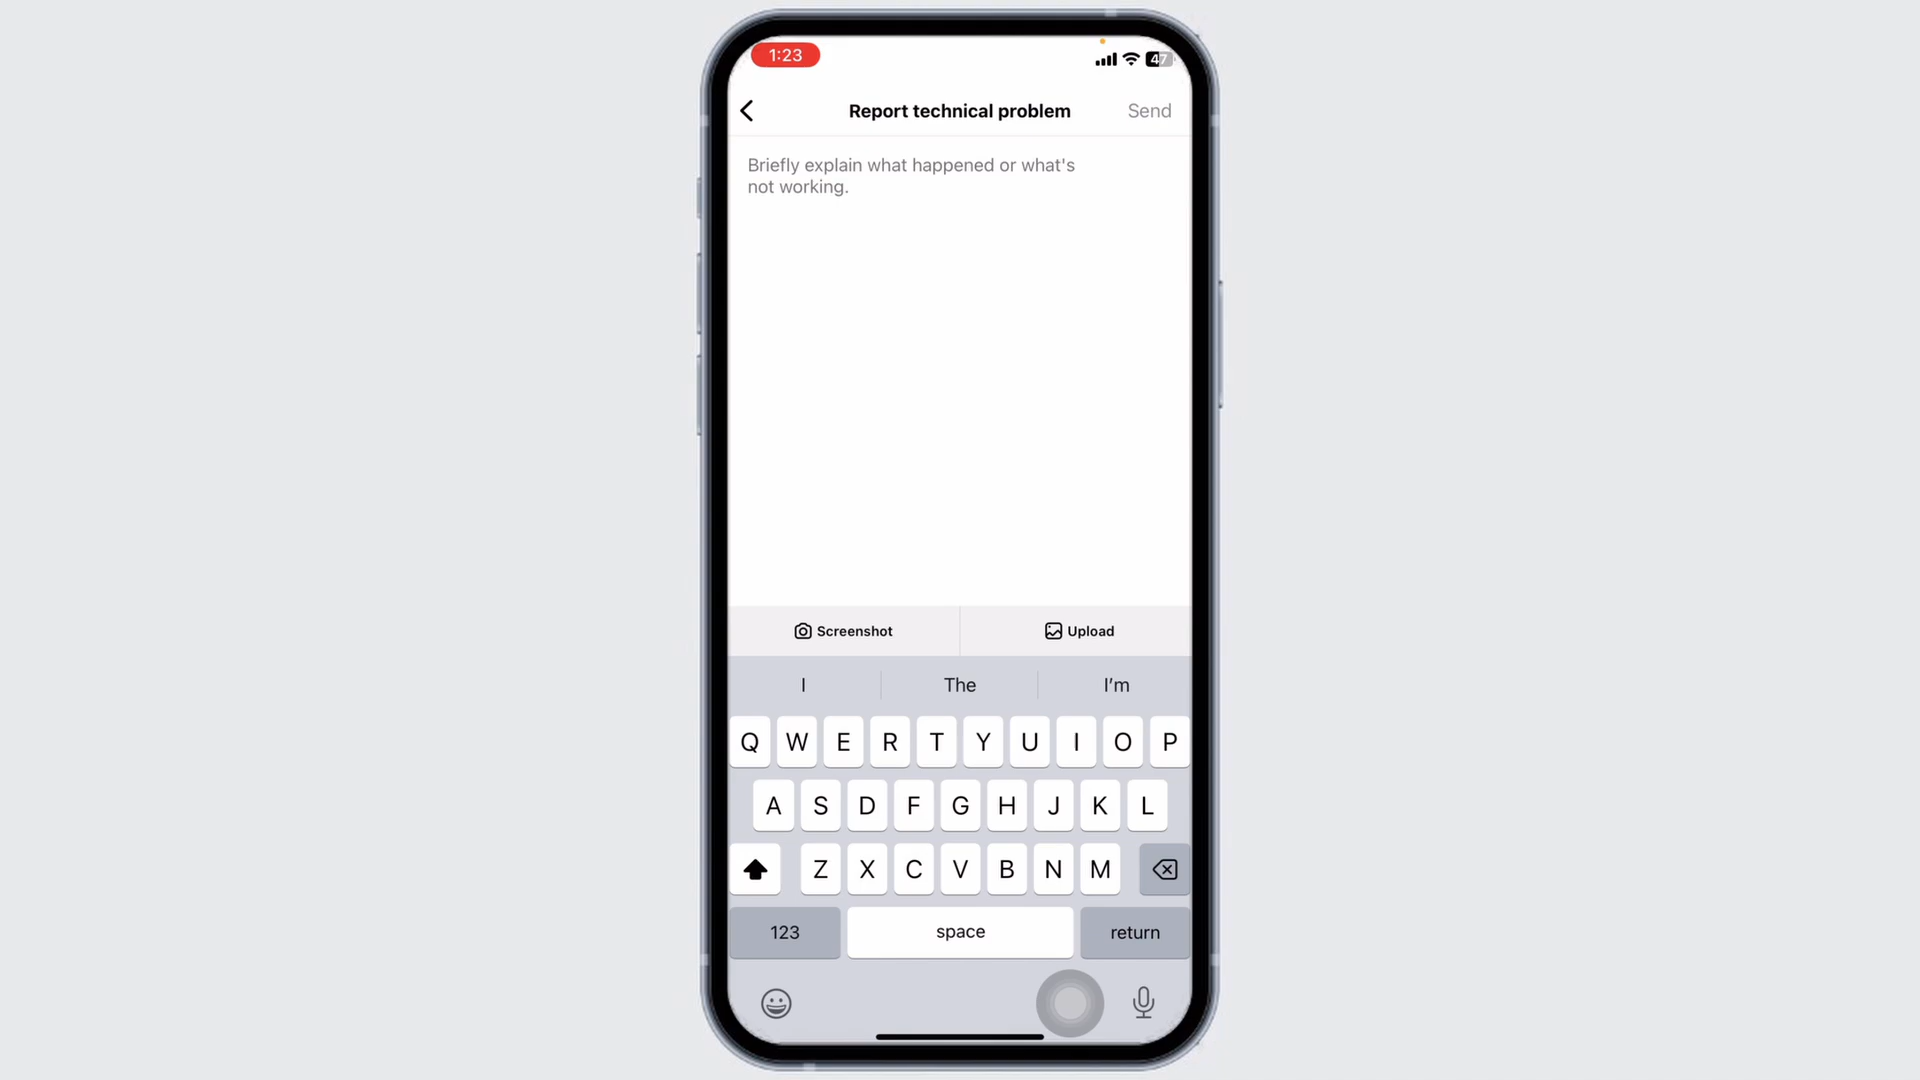 1:23
47
Report technical problem
Send
Briefly explain what happened or what's
not working.
Screenshot
Upload
I
The
I'm
Q W E R T Y U I O P
A S D F G H J K L
Z X C V B N M
123
space
return